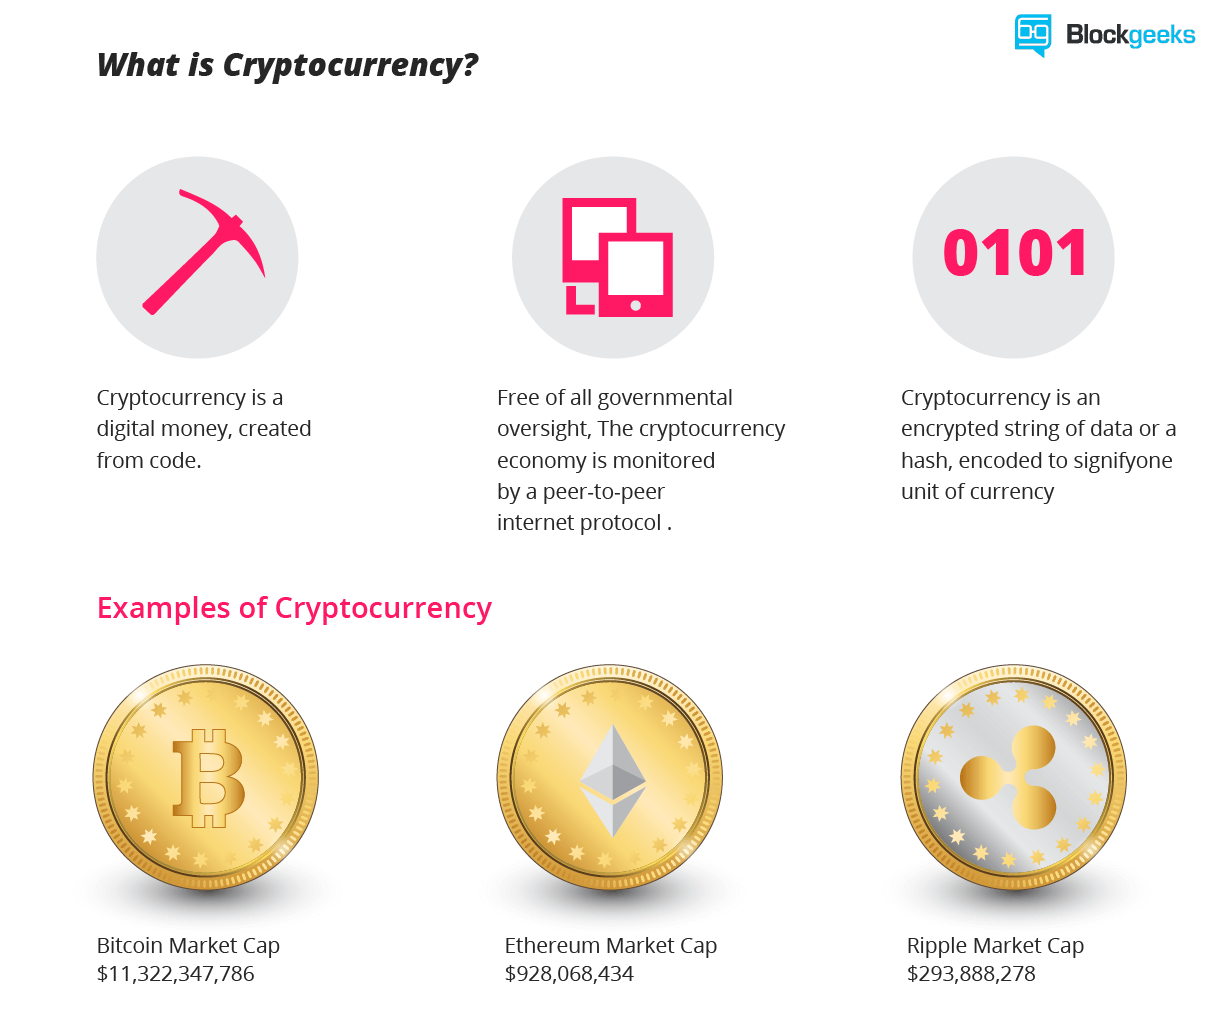 Blockgeeks
What is Cryptocurrency?
0101
Cryptocurrency is a
digital money, created
from code.
Free of all governmental
oversight, The cryptocurrency
economy is monitored
by a peer-to-peer
internet protocol .
Cryptocurrency is an
encrypted string of data or a
hash, encoded to signifyone
unit of currency
Examples of Cryptocurrency
Bitcoin Market Cap
$11,322,347,786
Ethereum Market Cap
$928,068,434
Ripple Market Cap
$293,888,278